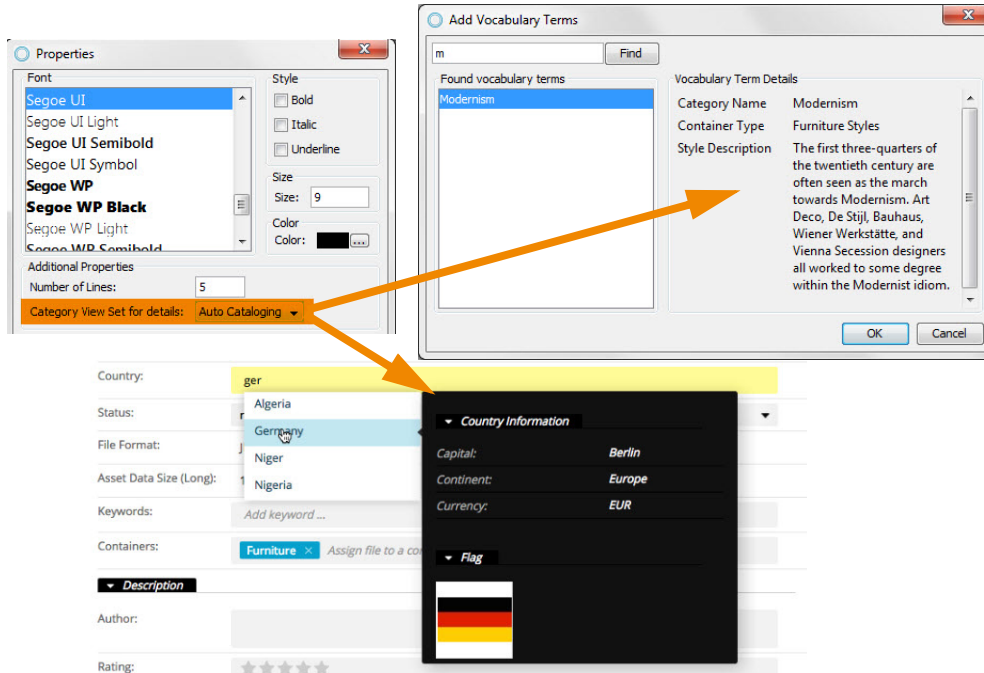 Properties
Font
Segoe UI
Segoe UI Light
Segoe UI Semibold
Segoe UI Symbol
Segoe WP
Segoe WP Black
Segoe WP Light
Segoe WP Semibold
Style
Bold
Italic
Underline
Size
Size: 9
Color
Color: ...
Additional Properties
Number of Lines: 5
Category View Set for details: Auto Cataloging
Add Vocabulary Terms
m Find
Found vocabulary terms
Modernism
Vocabulary Term Details
Category Name Modernism
Container Type Furniture Styles
Style Description The first three-quarters of
the twentieth century are
often seen as the march
towards Modernism. Art
Deco, De Stijl, Bauhaus,
Wiener Werkstätte, and
Vienna Secession designers
all worked to some degree
within the Modernist idiom.
OK Cancel
Country: ger
Algeria
Status:
Germany
File Format:
Niger
Asset Data Size (Long):
Nigeria
Keywords: Add keyword ...
Containers: Furniture × Assign file to a
Description
Author:
Rating:
Country Information
Capital: Berlin
Continent: Europe
Currency: EUR
Flag